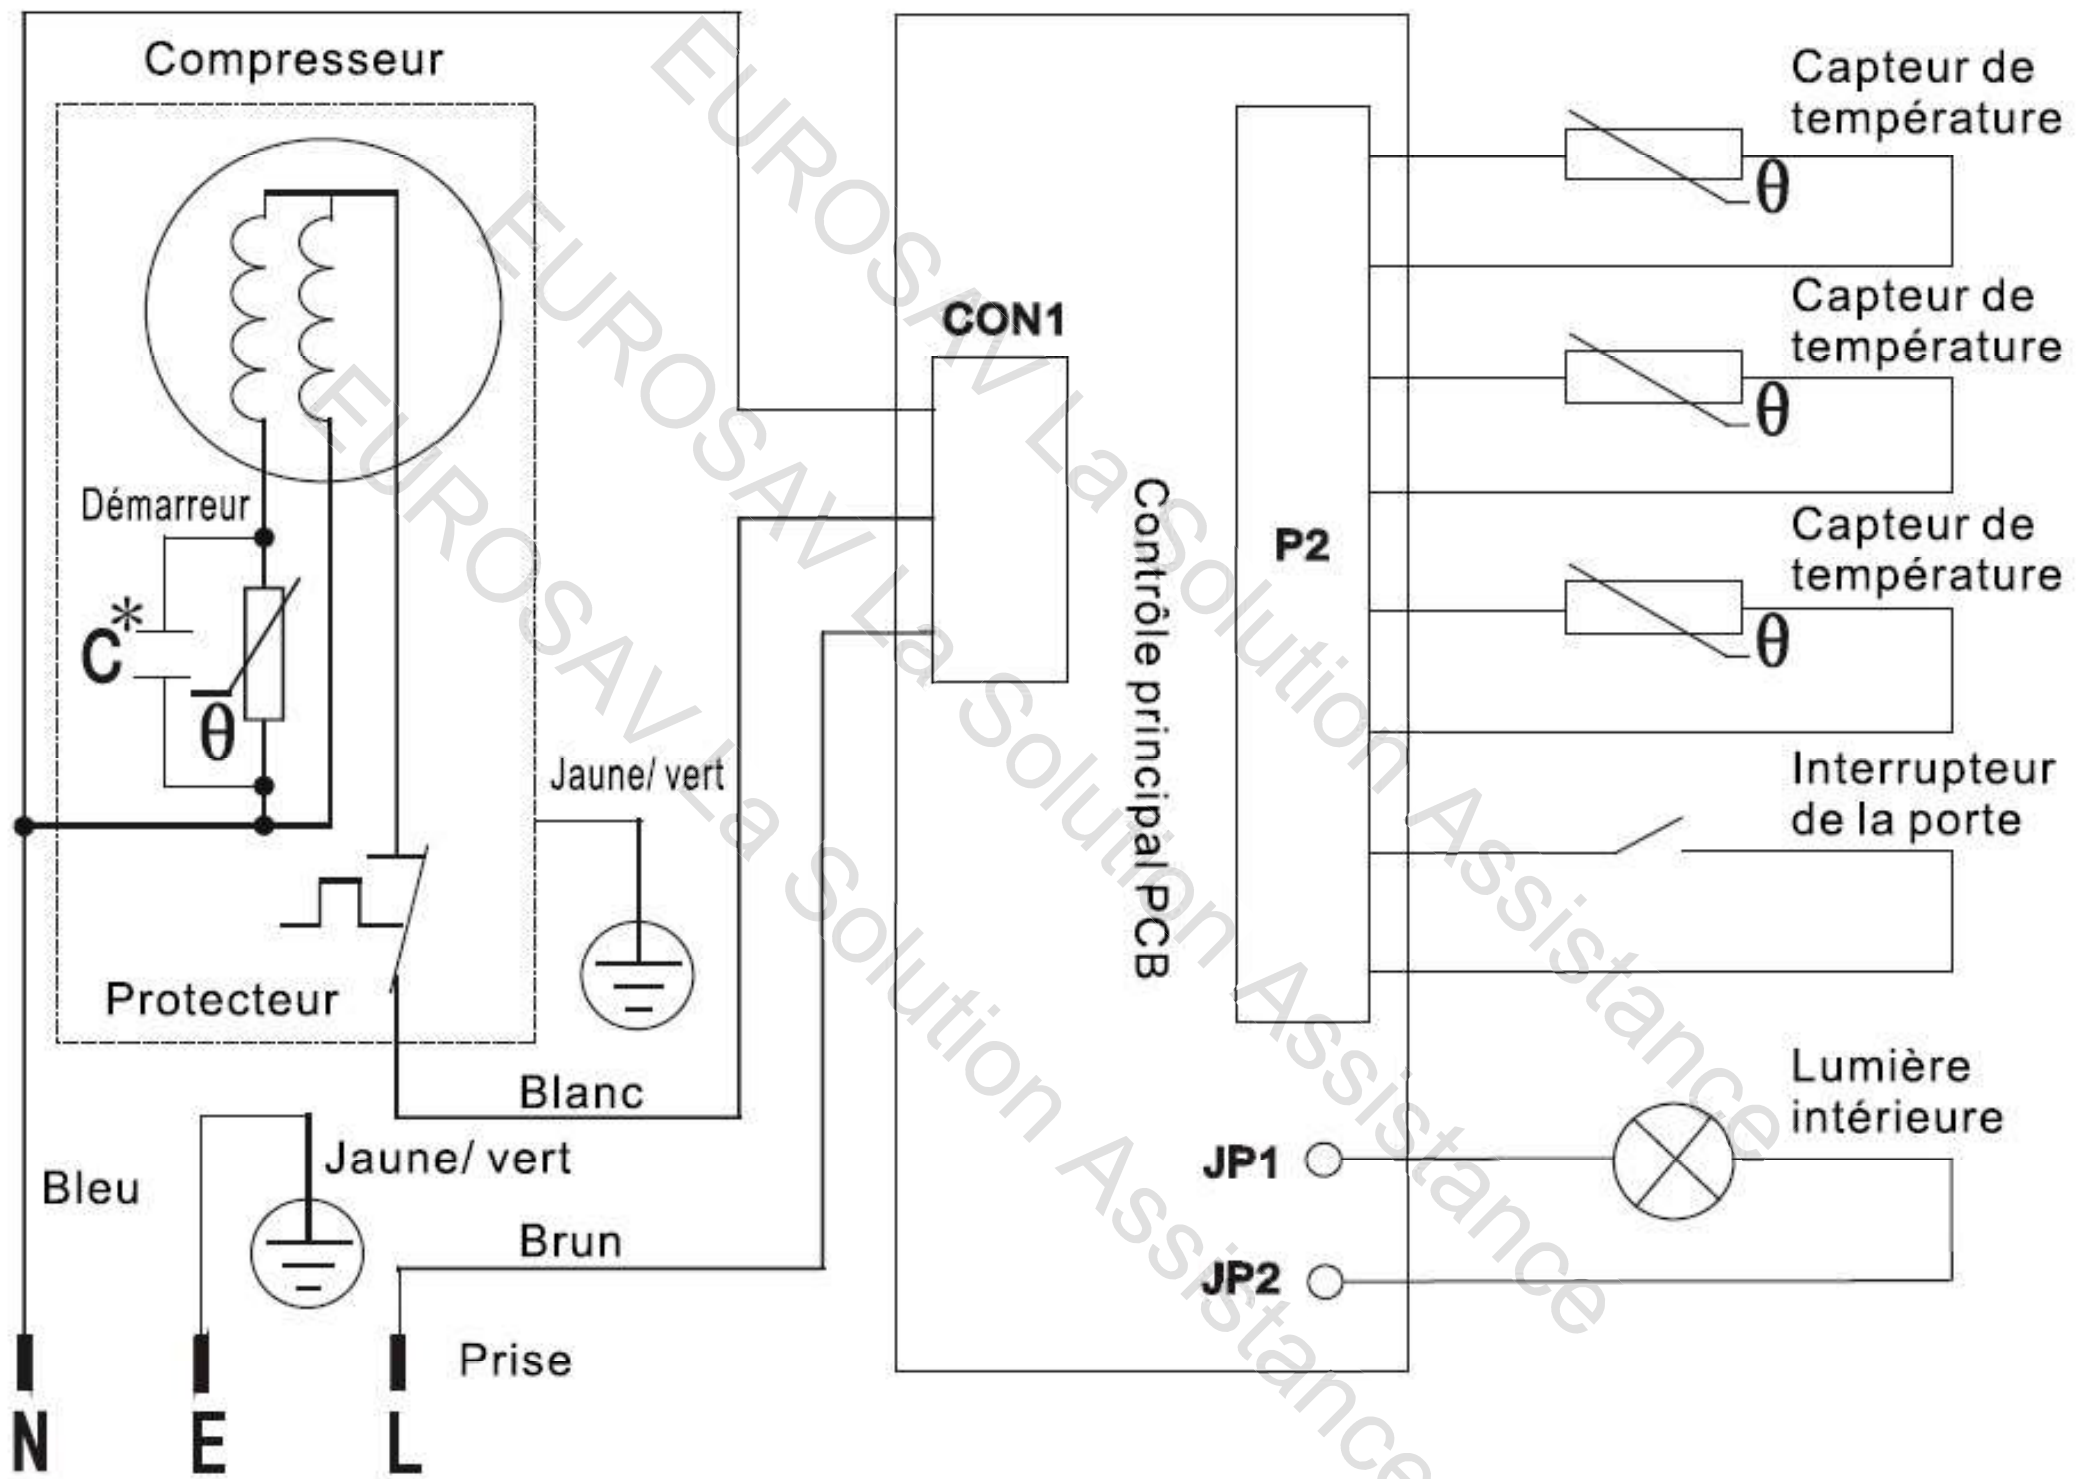 Compresseur
Démarreur
C*
θ
Protecteur
Jaune/ vert
Blanc
Jaune/ vert
Bleu
Brun
Prise
N
E
L
CON1
Contrôle principal PCB
P2
JP1
JP2
Capteur de
température
θ
Capteur de
température
θ
Capteur de
température
θ
Interrupteur
de la porte
Lumière
intérieure
EUROSAV La Solution Assistance
EUROSAV La Solution Assistance
EUROSAV La Solution Assistance